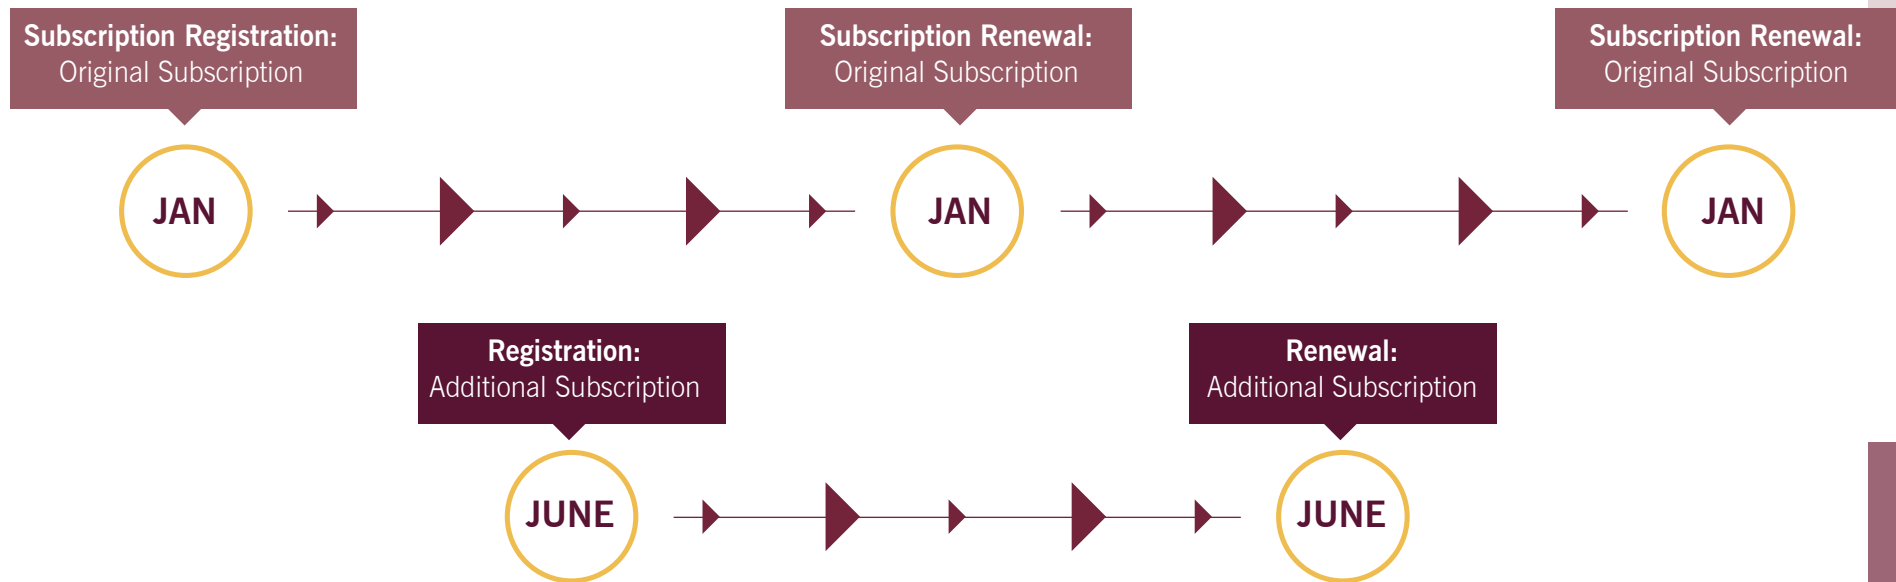 Subscription Registration:
Original Subscription
Subscription Renewal:
Original Subscription
Subscription Renewal:
Original Subscription
JAN
JAN
JAN
Registration:
Additional Subscription
Renewal:
Additional Subscription
JUNE
JUNE